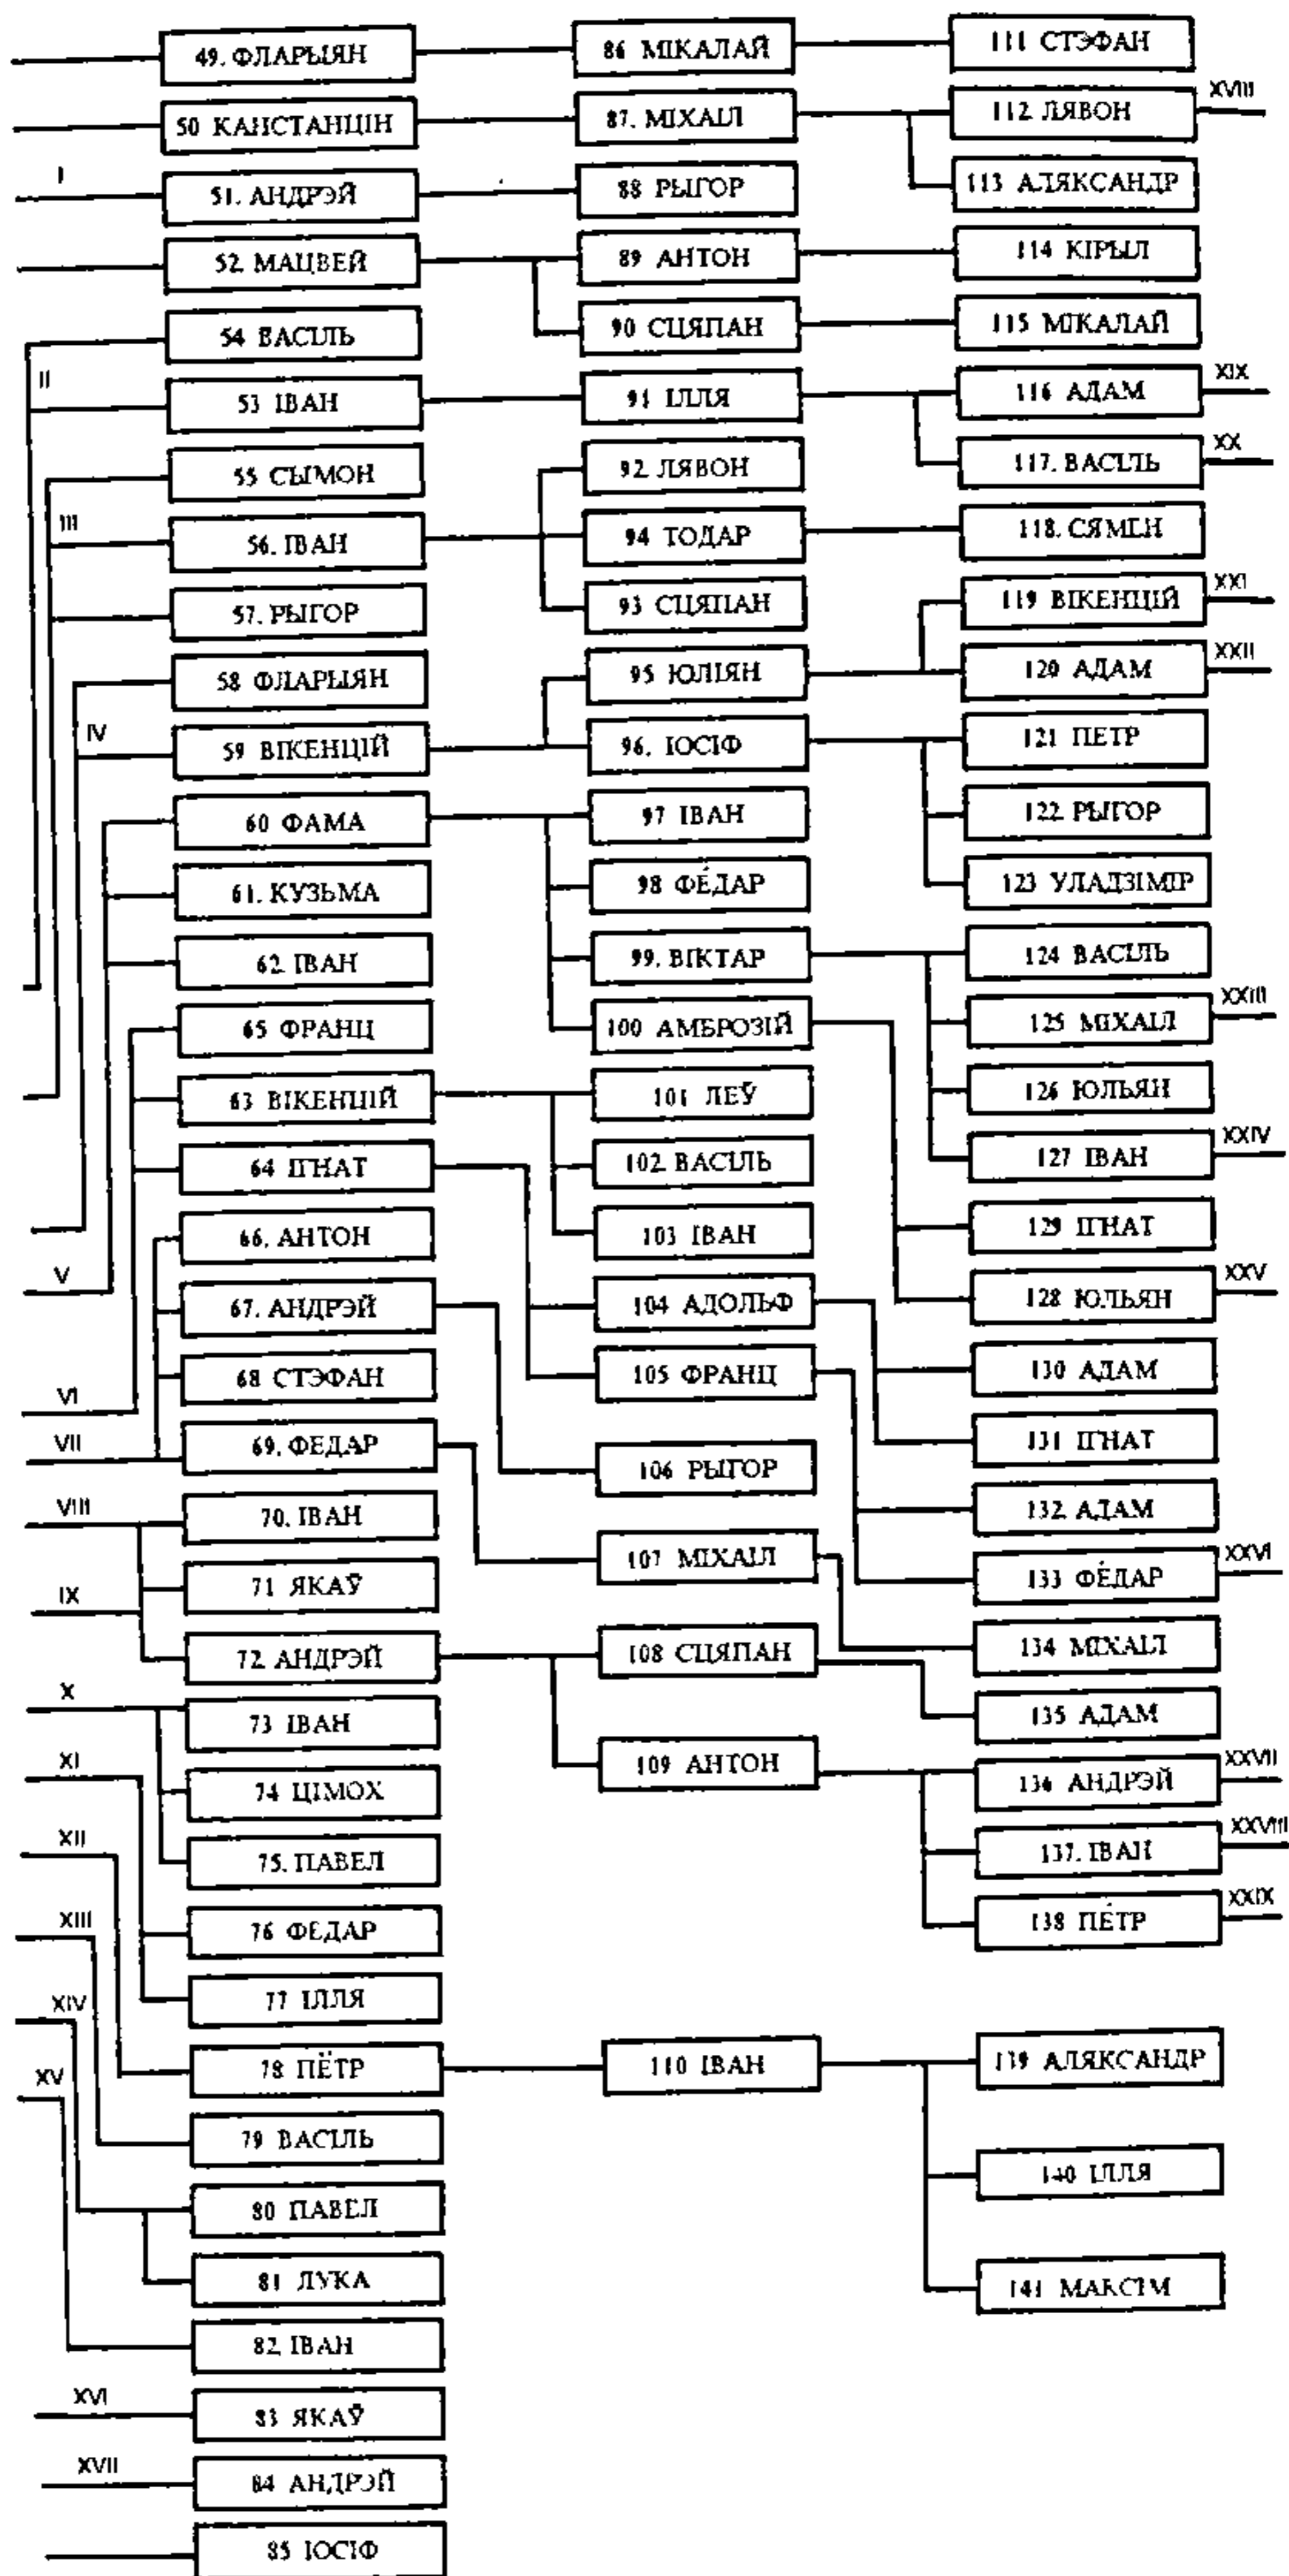 49. ФЛАРЫЯН
86 МІКАЛАЙ
111 СТЭФАН
50 КАНСТАНЦІН
87. МІХАІЛ
112. ЛЯВОН
XVIII
I
51. АНДРЭЙ
88 РЫГОР
113 АЛЯКСАНДР
52. МАЦВЕЙ
89 АНТОН
114 КІРЫЛ
54 ВАСІЛЬ
90 СЦЯПАН
115 МІКАЛАЙ
II
53 ІВАН
91 ІЛЛЯ
116 АДАМ
XIX
55 СЫМОН
92. ЛЯВОН
117. ВАСІЛЬ
XX
III
56. ІВАН
94 ТОДАР
118. СЯМЕН
57. РЫГОР
93 СЦЯПАН
119 ВІКЕНЦІЙ
XXI
58 ФЛАРЫЯН
95 ЮЛІЯН
120 АДАМ
XXII
IV
59 ВІКЕНЦІЙ
96. ІОСІФ
121 ПЕТР
60 ФАМА
97 ІВАН
122. РЫГОР
61. КУЗЬМА
98 ФЁДАР
123 УЛАДЗІМІР
62. ІВАН
99. ВІКТАР
124 ВАСІЛЬ
65 ФРАНЦ
100 АМБРОЗІЙ
125 МІХАІЛ
XXIII
63 ВІКЕНЦІЙ
101 ЛЕЎ
126 ЮЛЬЯН
64 ІГНАТ
102. ВАСІЛЬ
127 ІВАН
XXIV
66. АНТОН
103 ІВАН
129 ІГНАТ
V
67. АНДРЭЙ
104 АДОЛЬФ
128 ЮЛЬЯН
XXV
68 СТЭФАН
105 ФРАНЦ
130 АДАМ
VI
VII
69. ФЕДАР
106 РЫГОР
131 ІГНАТ
VIII
70. ІВАН
132. АДАМ
71 ЯКАЎ
107 МІХАІЛ
133 ФЁДАР
XXVI
IX
72. АНДРЭЙ
108 СЦЯПАН
134 МІХАІЛ
X
73 ІВАН
135 АДАМ
XI
74 ЦІМОХ
109 АНТОН
136 АНДРЭЙ
XXVII
XII
75. ПАВЕЛ
137. ІВАН
XXVIII
XIII
76 ФЕДАР
138 ПЁТР
XXIX
77 ІЛЛЯ
XIV
78 ПЁТР
110 ІВАН
139 АЛЯКСАНДР
XV
79 ВАСІЛЬ
140 ІЛЛЯ
80 ПАВЕЛ
81 ЛУКА
141 МАКСІМ
82. ІВАН
XVI
83 ЯКАЎ
XVII
84 АНДРЭЙ
85 ІОСІФ